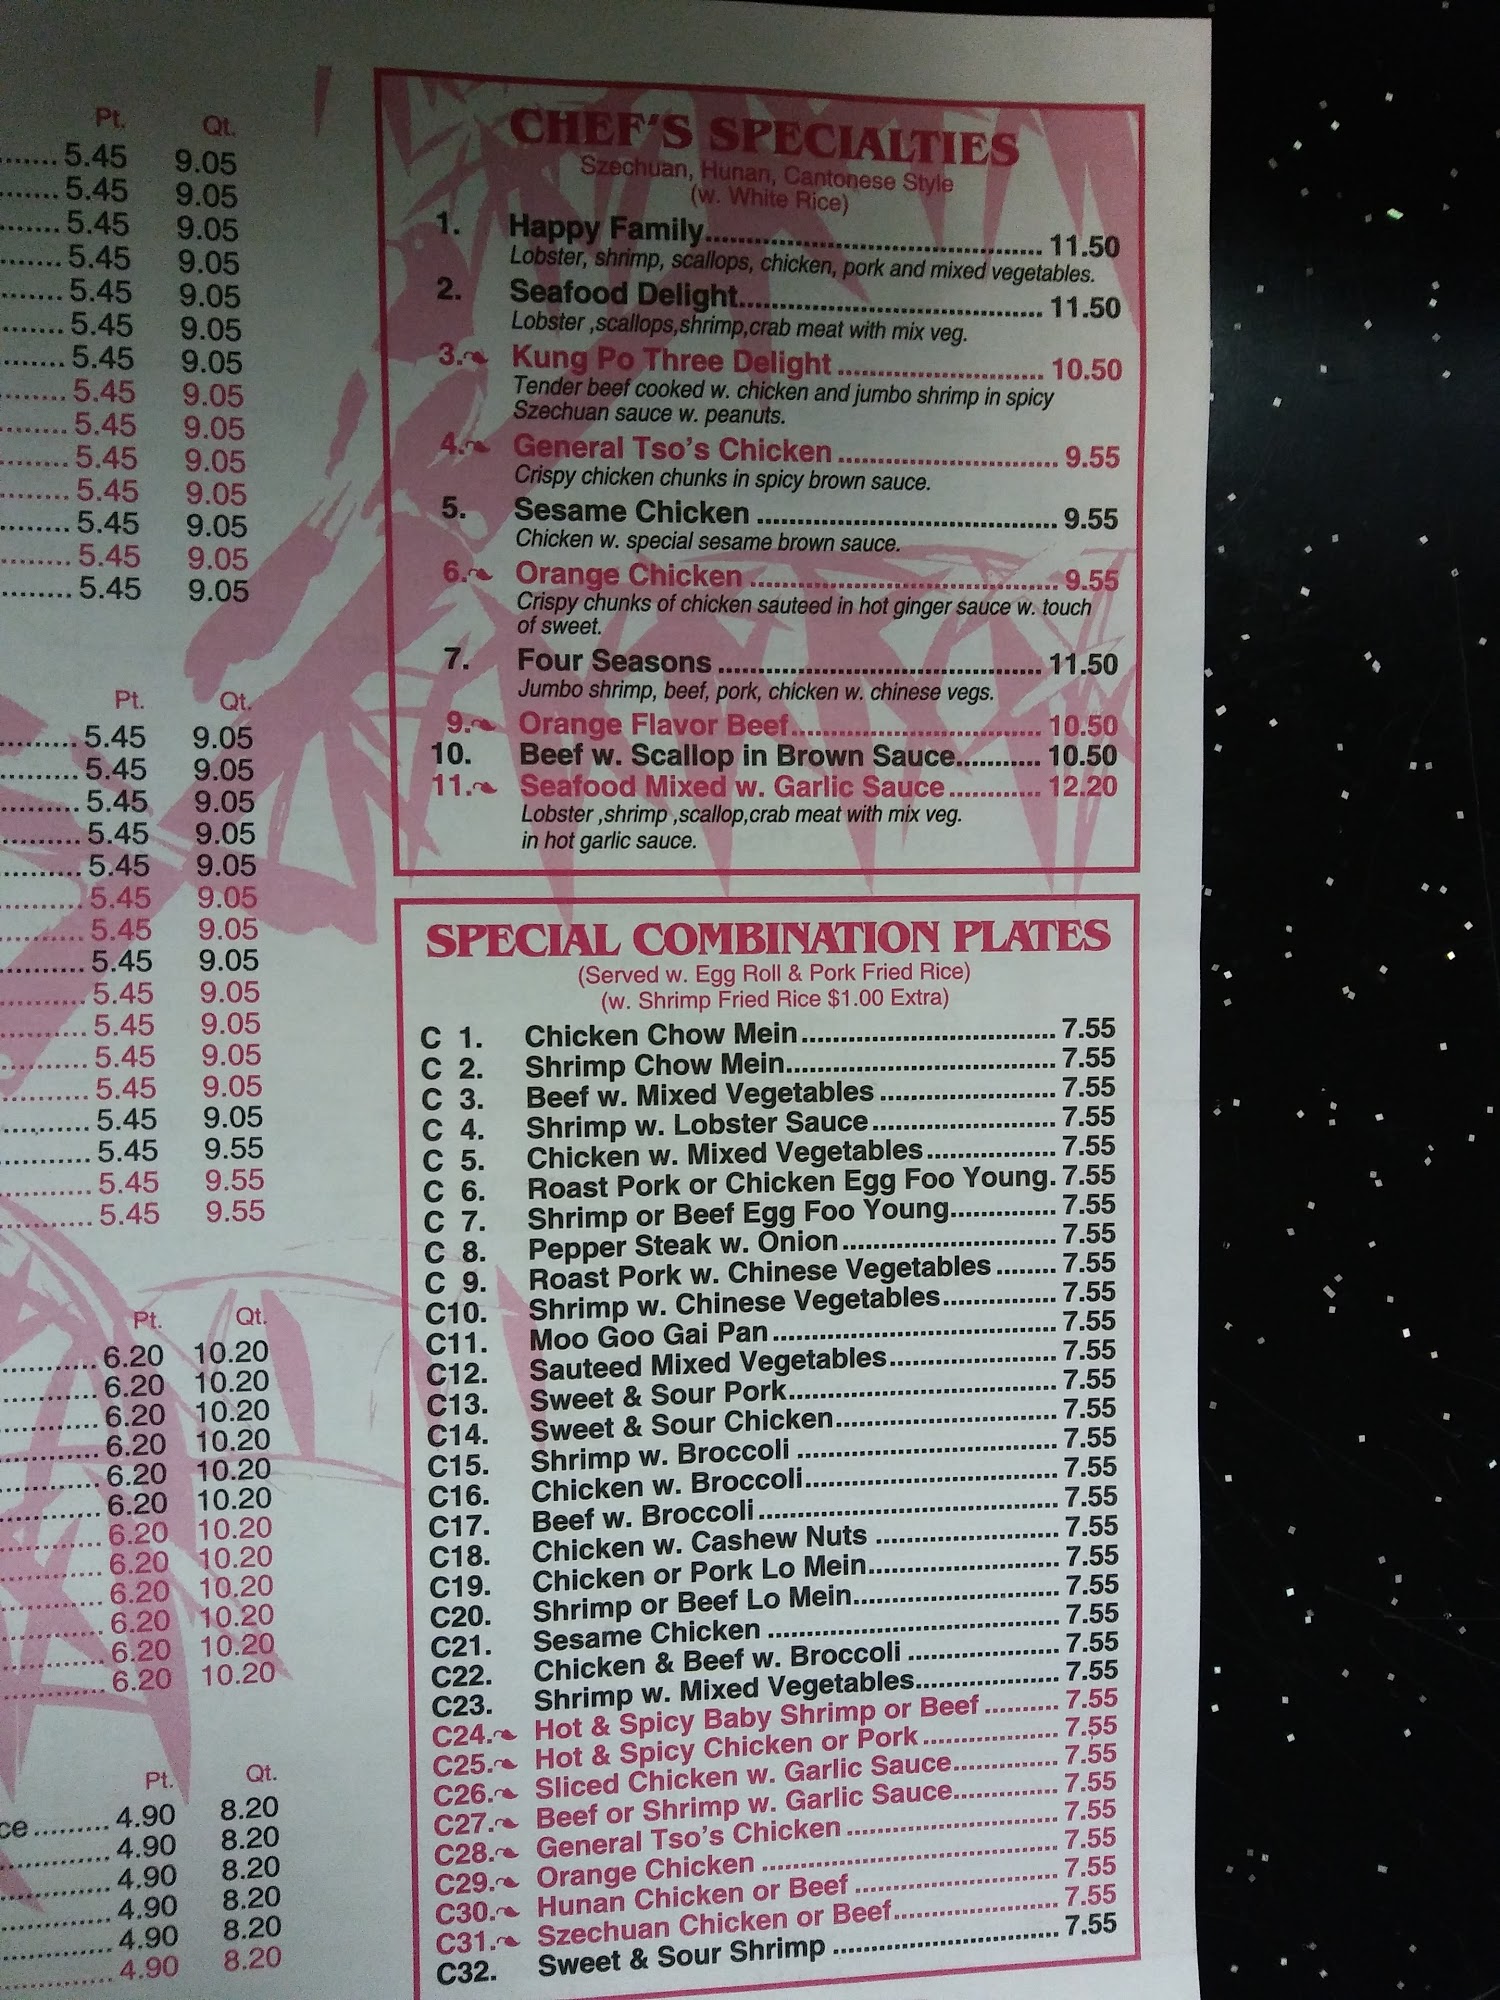 Pt. Qt.
5.45 9.05
5.45 9.05
5.45 9.05
5.45 9.05
5.45 9.05
5.45 9.05
5.45 9.05
5.45 9.05
5.45 9.05
5.45 9.05
5.45 9.05
5.45 9.05
5.45 9.05
5.45 9.05
Pt. Qt.
5.45 9.05
5.45 9.05
5.45 9.05
5.45 9.05
5.45 9.05
5.45 9.05
5.45 9.05
5.45 9.05
5.45 9.05
5.45 9.05
5.45 9.05
5.45 9.05
5.45 9.05
5.45 9.55
5.45 9.55
5.45 9.55
Pt. Qt.
6.20 10.20
6.20 10.20
6.20 10.20
6.20 10.20
6.20 10.20
6.20 10.20
6.20 10.20
6.20 10.20
6.20 10.20
6.20 10.20
6.20 10.20
6.20 10.20
Pt. Qt.
ce 4.90 8.20
4.90 8.20
4.90 8.20
4.90 8.20
4.90 8.20
4.90 8.20
CHEF'S SPECIALTIES
Szechuan, Hunan, Cantonese Style
(w. White Rice)
1. Happy Family 11.50
Lobster, shrimp, scallops, chicken, pork and mixed vegetables.
2. Seafood Delight 11.50
Lobster ,scallops,shrimp,crab meat with mix veg.
3. Kung Po Three Delight 10.50
Tender beef cooked w. chicken and jumbo shrimp in spicy
Szechuan sauce w. peanuts.
4. General Tso's Chicken 9.55
Crispy chicken chunks in spicy brown sauce.
5. Sesame Chicken 9.55
Chicken w. special sesame brown sauce.
6. Orange Chicken 9.55
Crispy chunks of chicken sauteed in hot ginger sauce w. touch
of sweet.
7. Four Seasons 11.50
Jumbo shrimp, beef, pork, chicken w. chinese vegs.
9. Orange Flavor Beef 10.50
10. Beef w. Scallop in Brown Sauce 10.50
11. Seafood Mixed w. Garlic Sauce 12.20
Lobster ,shrimp ,scallop,crab meat with mix veg.
in hot garlic sauce.
SPECIAL COMBINATION PLATES
(Served w. Egg Roll & Pork Fried Rice)
(w. Shrimp Fried Rice $1.00 Extra)
C 1. Chicken Chow Mein 7.55
C 2. Shrimp Chow Mein 7.55
C 3. Beef w. Mixed Vegetables 7.55
C 4. Shrimp w. Lobster Sauce 7.55
C 5. Chicken w. Mixed Vegetables 7.55
C 6. Roast Pork or Chicken Egg Foo Young. 7.55
C 7. Shrimp or Beef Egg Foo Young 7.55
C 8. Pepper Steak w. Onion 7.55
C 9. Roast Pork w. Chinese Vegetables 7.55
C10. Shrimp w. Chinese Vegetables 7.55
C11. Moo Goo Gai Pan 7.55
C12. Sauteed Mixed Vegetables 7.55
C13. Sweet & Sour Pork 7.55
C14. Sweet & Sour Chicken 7.55
C15. Shrimp w. Broccoli 7.55
C16. Chicken w. Broccoli 7.55
C17. Beef w. Broccoli 7.55
C18. Chicken w. Cashew Nuts 7.55
C19. Chicken or Pork Lo Mein 7.55
C20. Shrimp or Beef Lo Mein 7.55
C21. Sesame Chicken 7.55
C22. Chicken & Beef w. Broccoli 7.55
C23. Shrimp w. Mixed Vegetables 7.55
C24. Hot & Spicy Baby Shrimp or Beef 7.55
C25. Hot & Spicy Chicken or Pork 7.55
C26. Sliced Chicken w. Garlic Sauce 7.55
C27. Beef or Shrimp w. Garlic Sauce 7.55
C28. General Tso's Chicken 7.55
C29. Orange Chicken 7.55
C30. Hunan Chicken or Beef 7.55
C31. Szechuan Chicken or Beef 7.55
C32. Sweet & Sour Shrimp 7.55